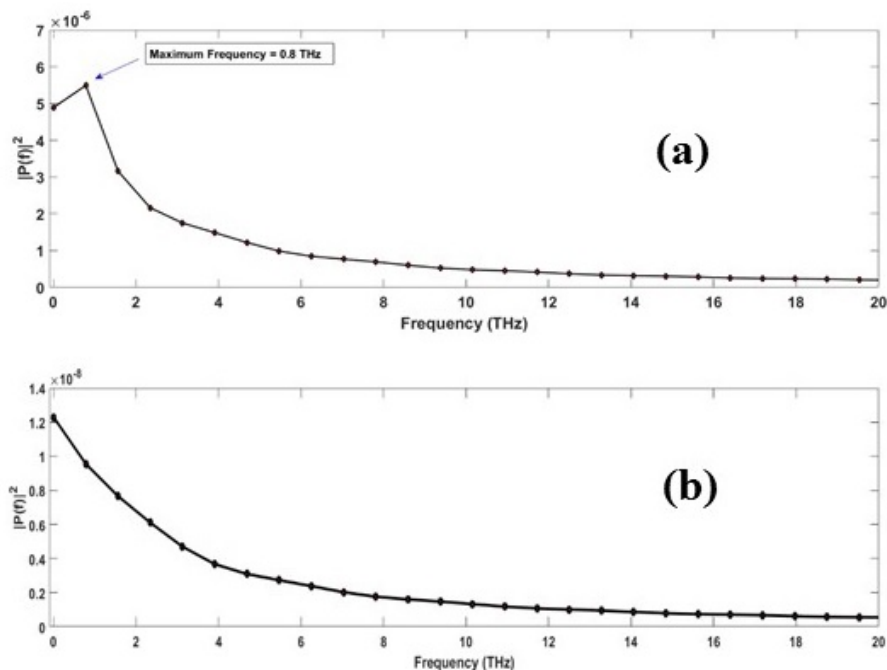 ×10⁻⁶
7
6
5
4
3
2
1
0
|P(f)|²
Maximum Frequency = 0.8 THz
(a)
0 2 4 6 8 10 12 14 16 18 20
Frequency (THz)
×10⁻⁸
1.4
1.2
1
0.8
0.6
0.4
0.2
0
|P(f)|²
(b)
0 2 4 6 8 10 12 14 16 18 20
Frequency (THz)